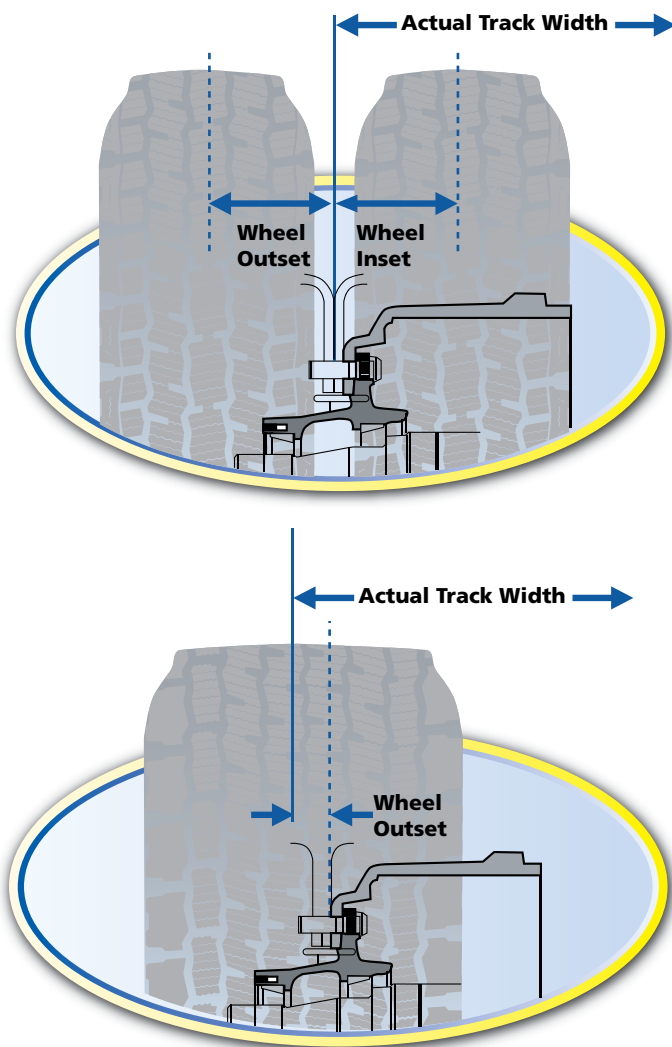 Actual Track Width
Wheel
Outset
Wheel
Inset
Actual Track Width
Wheel
Outset